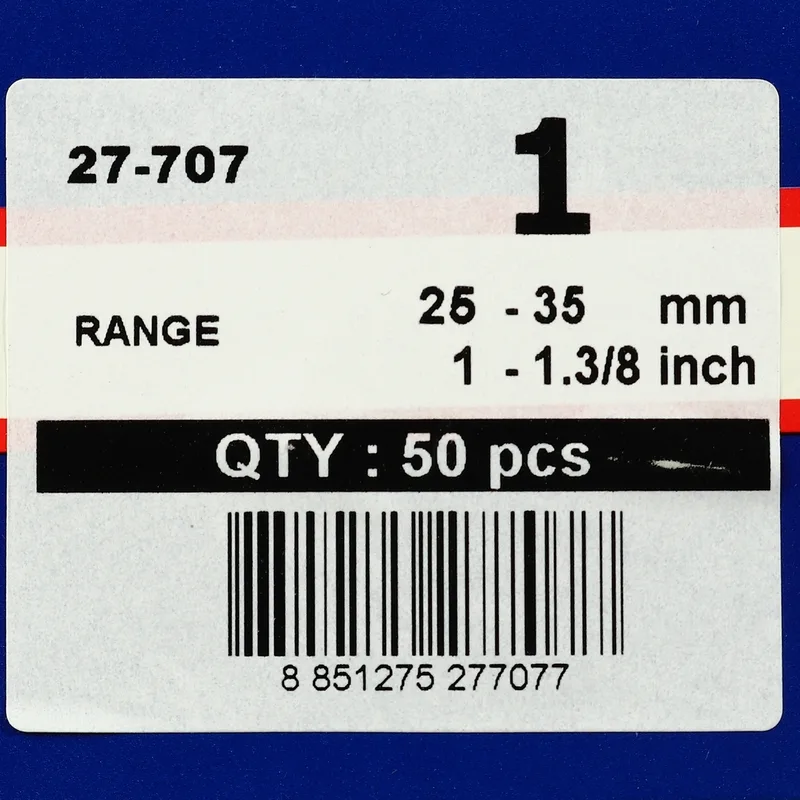 27-707
1
RANGE
25 - 35 mm
1 - 1.3/8 inch
QTY : 50 pcs
8 851275 277077